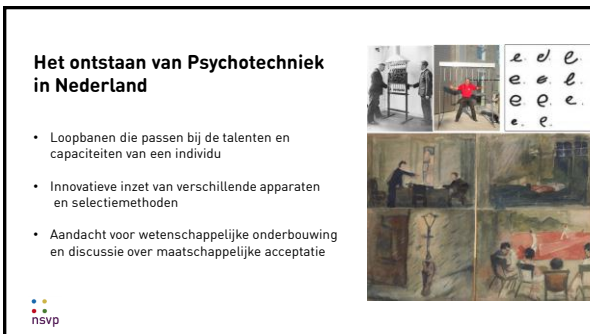 Het ontstaan van Psychotechniek
in Nederland
• Loopbanen die passen bij de talenten en
capaciteiten van een individu
• Innovatieve inzet van verschillende apparaten
en selectiemethoden
• Aandacht voor wetenschappelijke onderbouwing
en discussie over maatschappelijke acceptatie
e. e e.
e. e. e.
e e. e.
e. e.
nsvp